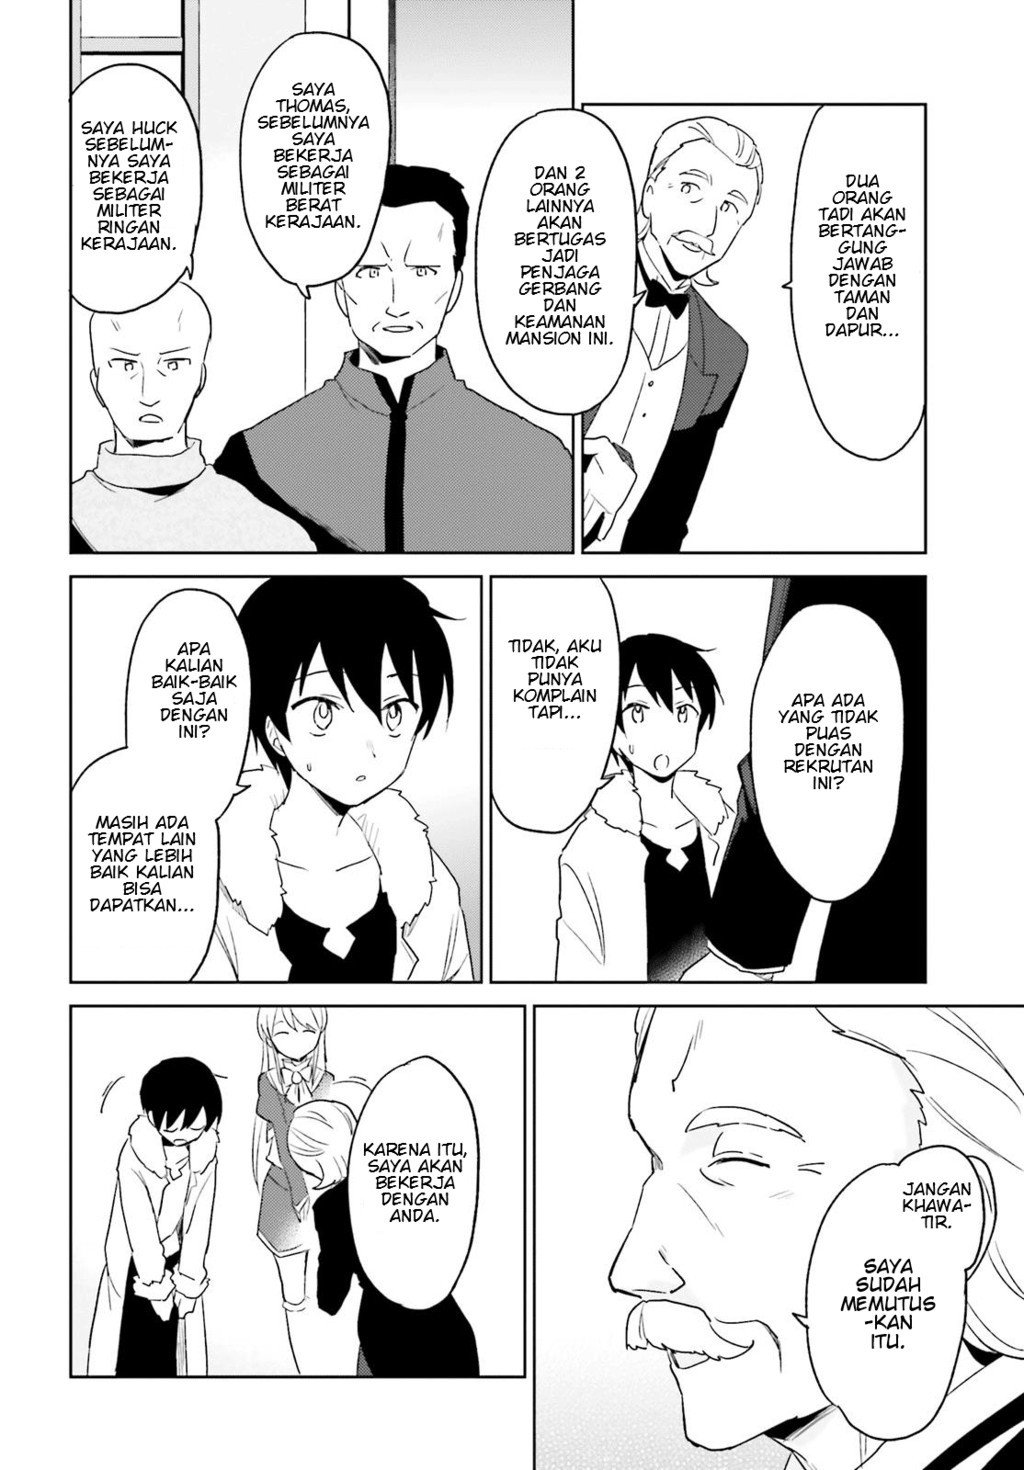 DUA
ORANG
TADI AKAN
BERTANG-
GUNG
JAWAB
DENGAN
TAMAN
DAN
DAPUR...
DAN 2
ORANG
LAINNYA
AKAN
BERTUGAS
JADI
PENJAGA
GERBANG
DAN
KEAMANAN
MANSION INI.
SAYA
THOMAS,
SEBELUMNYA
SAYA
BEKERJA
SEBAGAI
MILITER
BERAT
KERAJAAN.
SAYA HUCK
SEBELUM-
NYA SAYA
BEKERJA
SEBAGAI
MILITER
RINGAN
KERAJAAN.
APA ADA
YANG TIDAK
PUAS
DENGAN
REKRUTAN
INI?
TIDAK, AKU
TIDAK
PUNYA
KOMPLAIN
TAPI...
APA
KALIAN
BAIK-BAIK
SAJA
DENGAN
INI?
MASIH ADA
TEMPAT LAIN
YANG LEBIH
BAIK KALIAN
BISA
DAPATKAN...
JANGAN
KHAWA-
TIR.
SAYA
SUDAH
MEMUTUS
-KAN
ITU.
KARENA ITU,
SAYA AKAN
BEKERJA
DENGAN
ANDA.